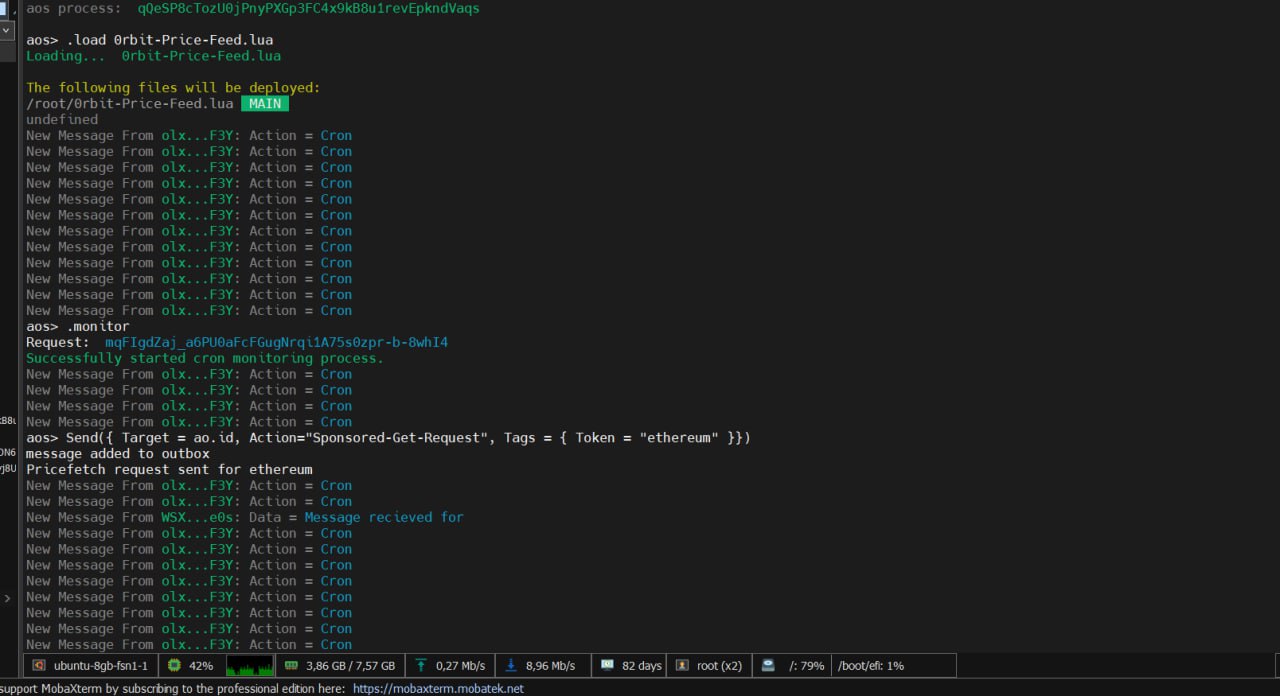 aos process:  qQeSP8cTozU0jPnyPXGp3FC4x9kB8u1revEpkndVaqs
aos> .load 0rbit-Price-Feed.lua
Loading...  0rbit-Price-Feed.lua
The following files will be deployed:
/root/0rbit-Price-Feed.lua  MAIN
undefined
New Message From olx...F3Y: Action = Cron
New Message From olx...F3Y: Action = Cron
New Message From olx...F3Y: Action = Cron
New Message From olx...F3Y: Action = Cron
New Message From olx...F3Y: Action = Cron
New Message From olx...F3Y: Action = Cron
New Message From olx...F3Y: Action = Cron
New Message From olx...F3Y: Action = Cron
New Message From olx...F3Y: Action = Cron
New Message From olx...F3Y: Action = Cron
New Message From olx...F3Y: Action = Cron
New Message From olx...F3Y: Action = Cron
aos> .monitor
Request:  mqFIgdZaj_a6PU0aFcFGugNrqi1A75s0zpr-b-8whI4
Successfully started cron monitoring process.
New Message From olx...F3Y: Action = Cron
New Message From olx...F3Y: Action = Cron
New Message From olx...F3Y: Action = Cron
New Message From olx...F3Y: Action = Cron
aos> Send({ Target = ao.id, Action="Sponsored-Get-Request", Tags = { Token = "ethereum" }})
message added to outbox
Pricefetch request sent for ethereum
New Message From olx...F3Y: Action = Cron
New Message From olx...F3Y: Action = Cron
New Message From WSX...e0s: Data = Message recieved for
New Message From olx...F3Y: Action = Cron
New Message From olx...F3Y: Action = Cron
New Message From olx...F3Y: Action = Cron
New Message From olx...F3Y: Action = Cron
New Message From olx...F3Y: Action = Cron
New Message From olx...F3Y: Action = Cron
New Message From olx...F3Y: Action = Cron
New Message From olx...F3Y: Action = Cron
ubuntu-8gb-fsn1-1 42% 3,86 GB / 7,57 GB 0,27 Mb/s 8,96 Mb/s 82 days root (x2) /: 79% /boot/efi: 1%
support MobaXterm by subscribing to the professional edition here: https://mobaxterm.mobatek.net